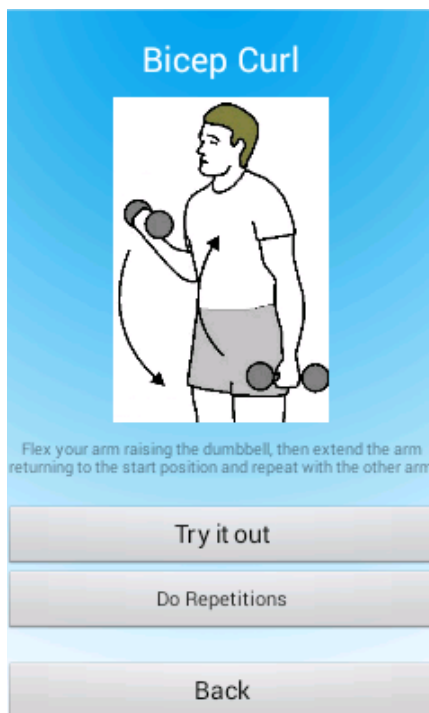 Bicep Curl
Flex your arm raising the dumbbell, then extend the arm
returning to the start position and repeat with the other arm
Try it out
Do Repetitions
Back